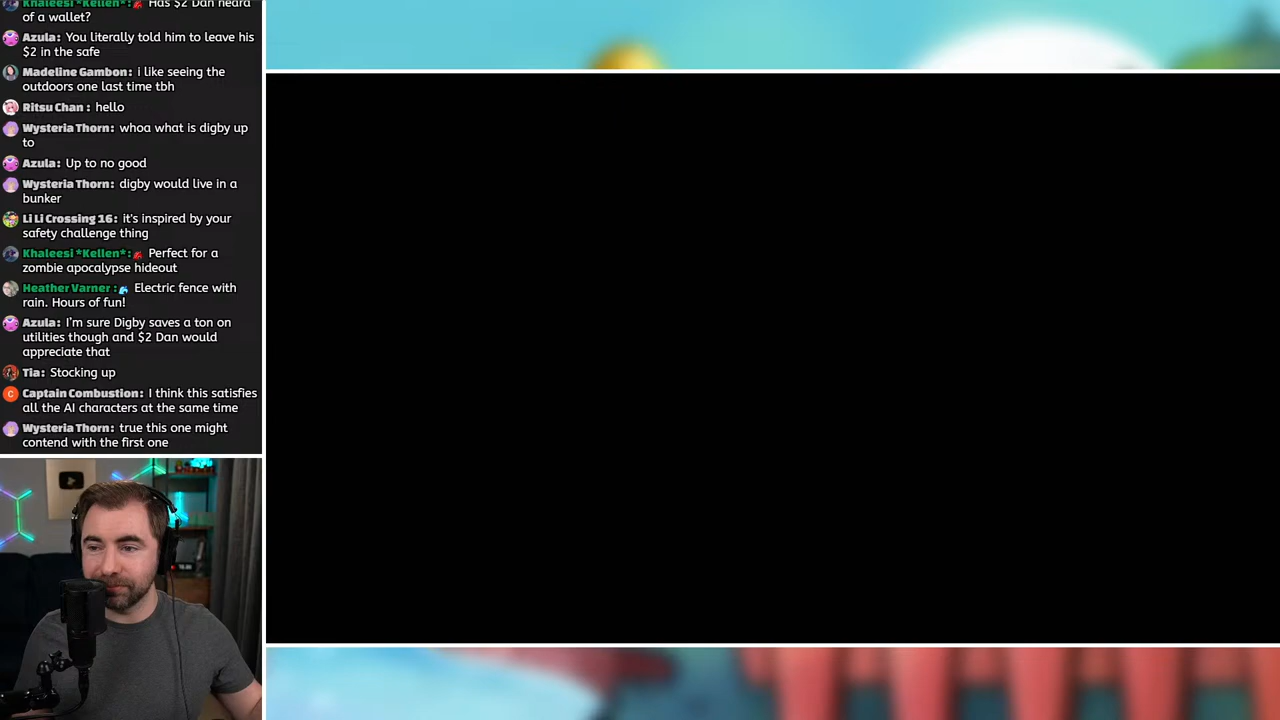 Khaleesi *Kellen*: Has $2 Dan heard
of a wallet?
Azula: You literally told him to leave his
$2 in the safe
Madeline Gambon: i like seeing the
outdoors one last time tbh
Ritsu Chan : hello
Wysteria Thorn: whoa what is digby up
to
Azula: Up to no good
Wysteria Thorn: digby would live in a
bunker
Li Li Crossing 16: it's inspired by your
safety challenge thing
Khaleesi *Kellen*: Perfect for a
zombie apocalypse hideout
Heather Varner : Electric fence with
rain. Hours of fun!
Azula: I'm sure Digby saves a ton on
utilities though and $2 Dan would
appreciate that
Tia: Stocking up
C Captain Combustion: I think this satisfies
all the AI characters at the same time
Wysteria Thorn: true this one might
contend with the first one